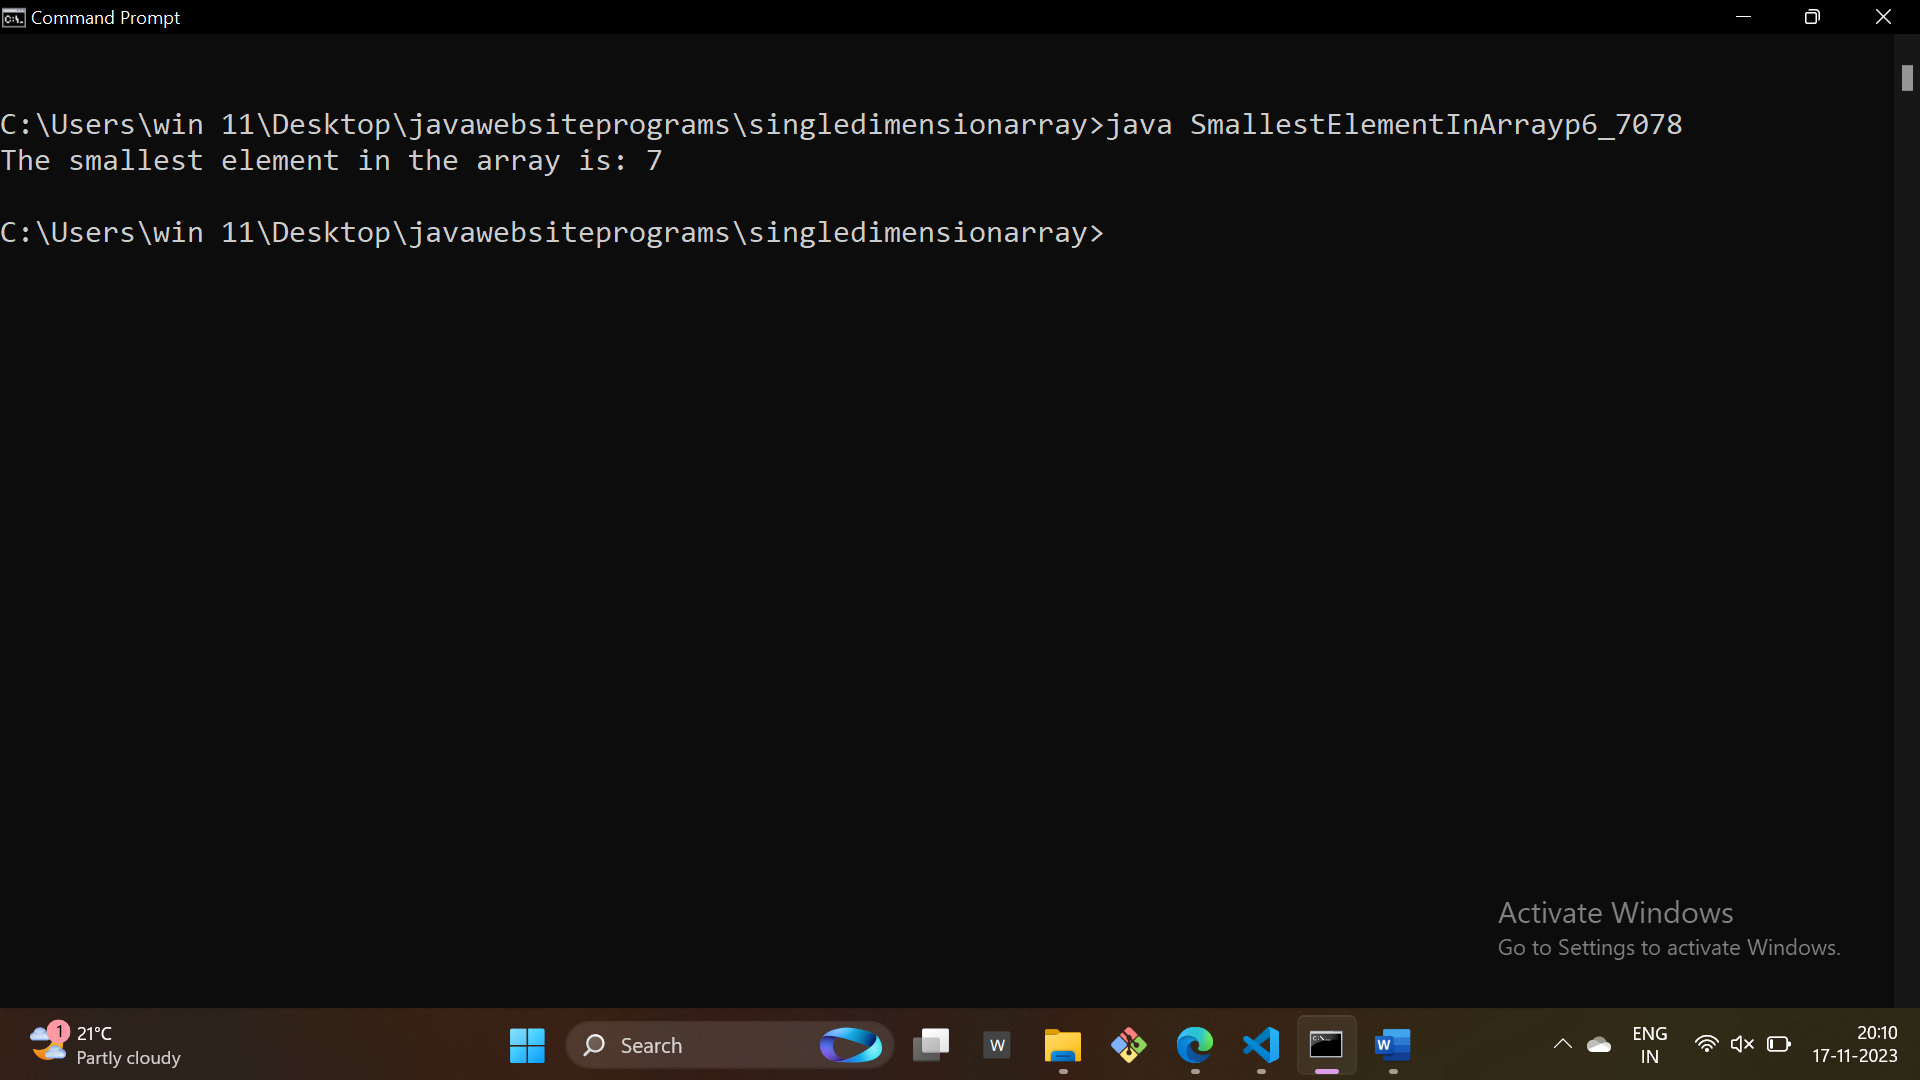 Command Prompt
C:\Users\win 11\Desktop\javawebsiteprograms\singledimensionarray>java SmallestElementInArrayp6_7078
The smallest element in the array is: 7
C:\Users\win 11\Desktop\javawebsiteprograms\singledimensionarray>
Activate Windows
Go to Settings to activate Windows.
1
21°C
Partly cloudy
Search
W
W
ENG
IN
20:10
17-11-2023